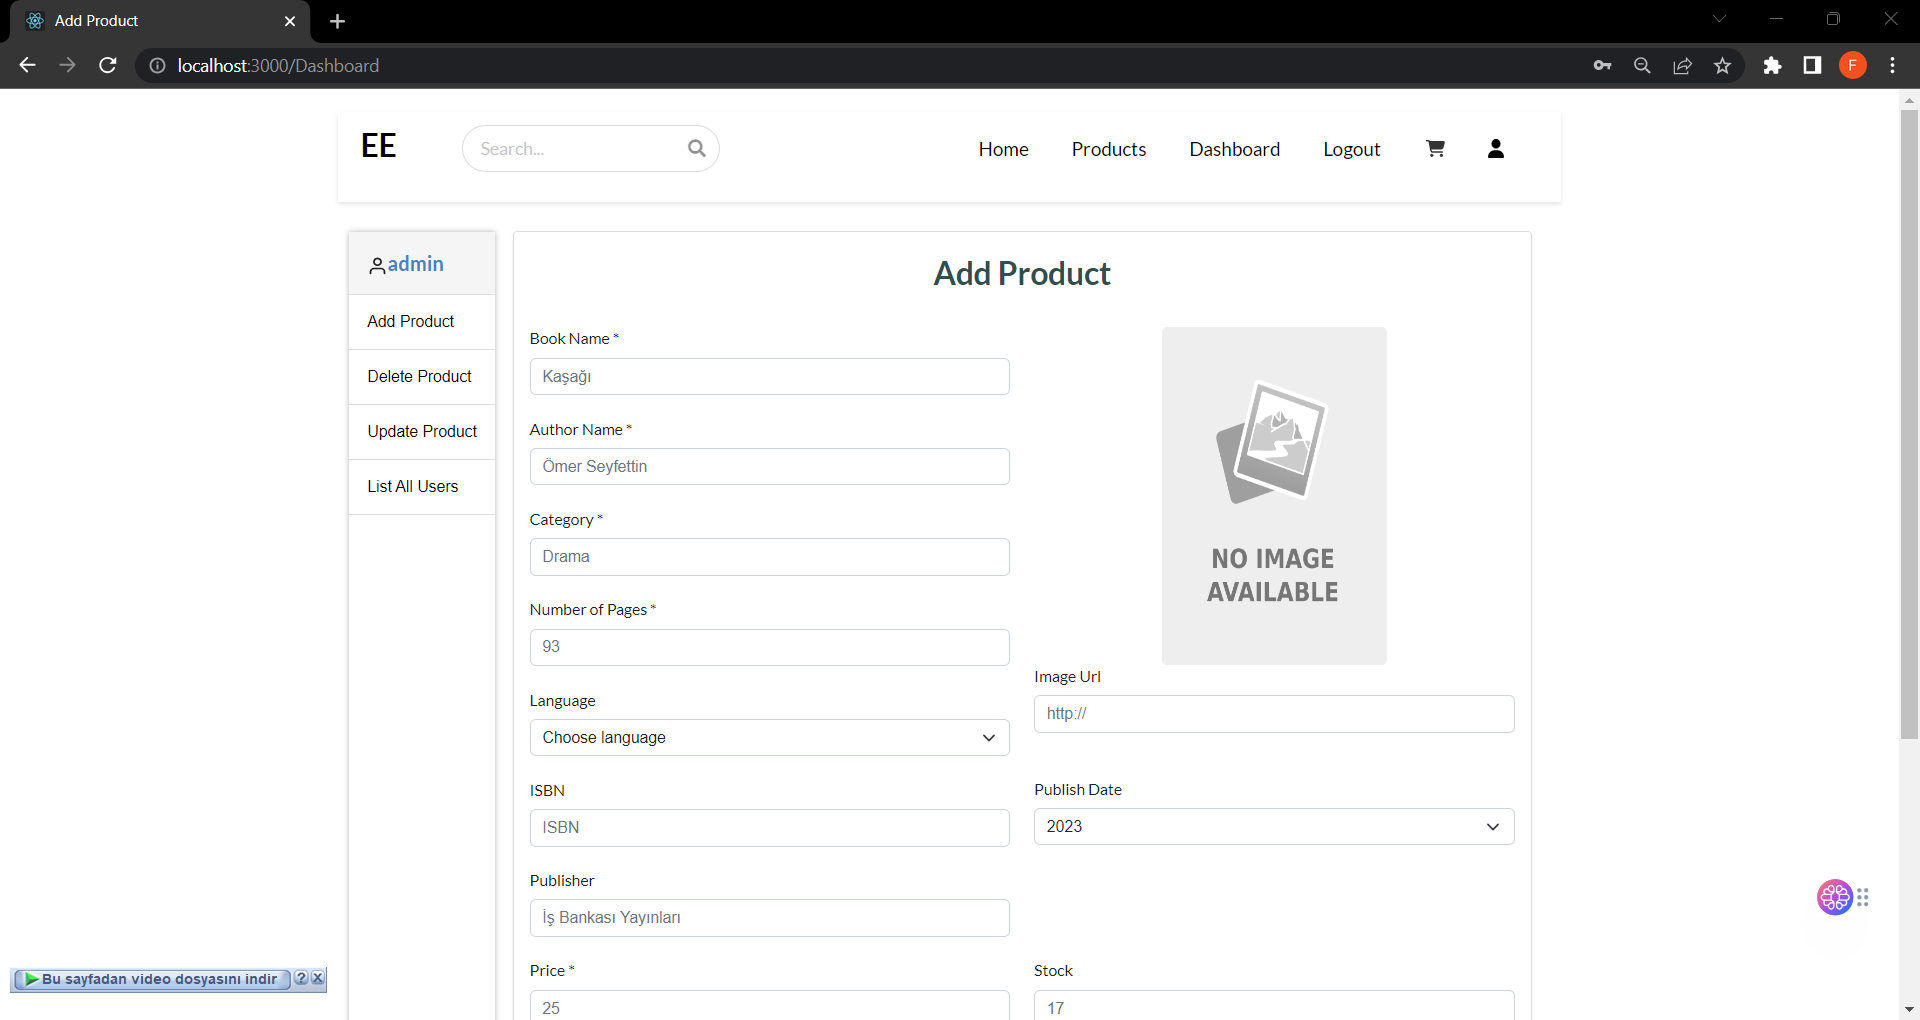 Add Product
localhost:3000/Dashboard
F
EE
Search...
Home
Products
Dashboard
Logout
admin
Add Product
Delete Product
Update Product
List All Users
Add Product
Book Name *
Kaşağı
Author Name *
Ömer Seyfettin
Category *
Drama
Number of Pages *
93
Language
Choose language
ISBN
ISBN
Publisher
İş Bankası Yayınları
Price *
25
NO IMAGE
AVAILABLE
Image Url
http://
Publish Date
2023
Stock
17
Bu sayfadan video dosyasını indir
?